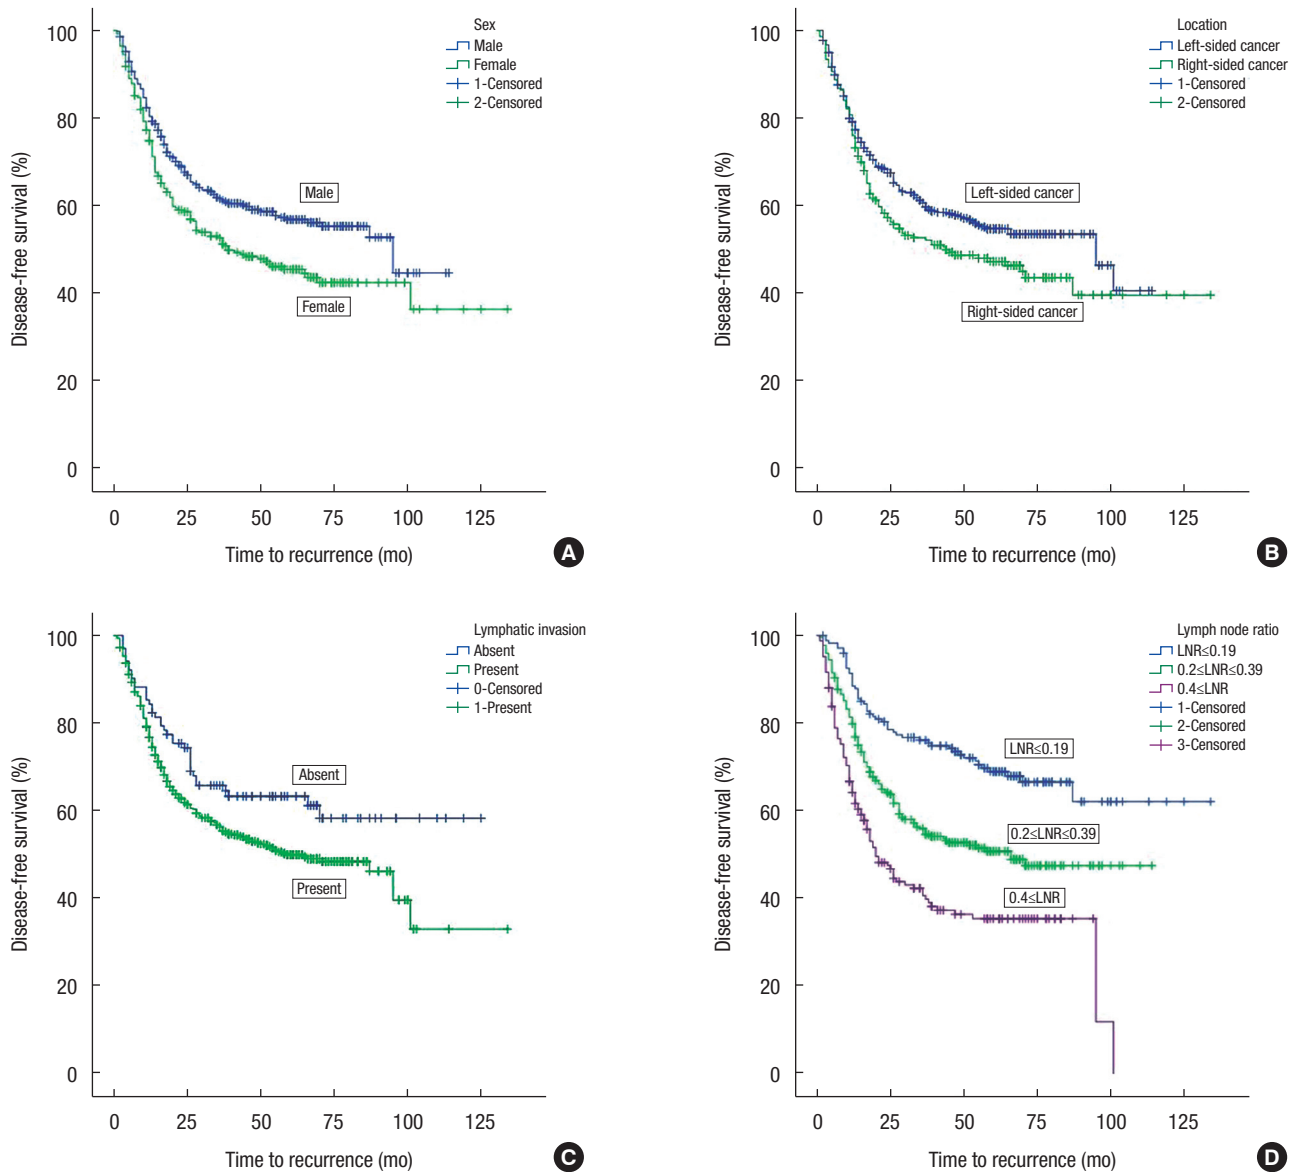 Disease-free survival (%)
100
80
60
40
20
0
0 25 50 75 100 125
Time to recurrence (mo)
Sex
Male
Female
1-Censored
2-Censored
Male
Female
A
Disease-free survival (%)
100
80
60
40
20
0
0 25 50 75 100 125
Time to recurrence (mo)
Location
Left-sided cancer
Right-sided cancer
1-Censored
2-Censored
Left-sided cancer
Right-sided cancer
B
Disease-free survival (%)
100
80
60
40
20
0
0 25 50 75 100 125
Time to recurrence (mo)
Lymphatic invasion
Absent
Present
0-Censored
1-Present
Absent
Present
C
Disease-free survival (%)
100
80
60
40
20
0
0 25 50 75 100 125
Time to recurrence (mo)
Lymph node ratio
LNR≤0.19
0.2≤LNR≤0.39
0.4≤LNR
1-Censored
2-Censored
3-Censored
LNR≤0.19
0.2≤LNR≤0.39
0.4≤LNR
D